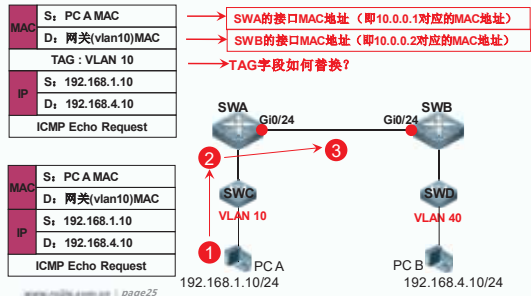 MAC
S: PC A MAC
D: 网关(vlan10)MAC
TAG : VLAN 10
IP
S: 192.168.1.10
D: 192.168.4.10
ICMP Echo Request
SWA的接口MAC地址（即10.0.0.1对应的MAC地址）
SWB的接口MAC地址（即10.0.0.2对应的MAC地址）
TAG字段如何替换？
SWA
Gi0/24
Gi0/24
SWB
2
3
SWC
VLAN 10
SWD
VLAN 40
1
PC A
192.168.1.10/24
PC B
192.168.4.10/24
MAC
S: PC A MAC
D: 网关(vlan10)MAC
IP
S: 192.168.1.10
D: 192.168.4.10
ICMP Echo Request
page25